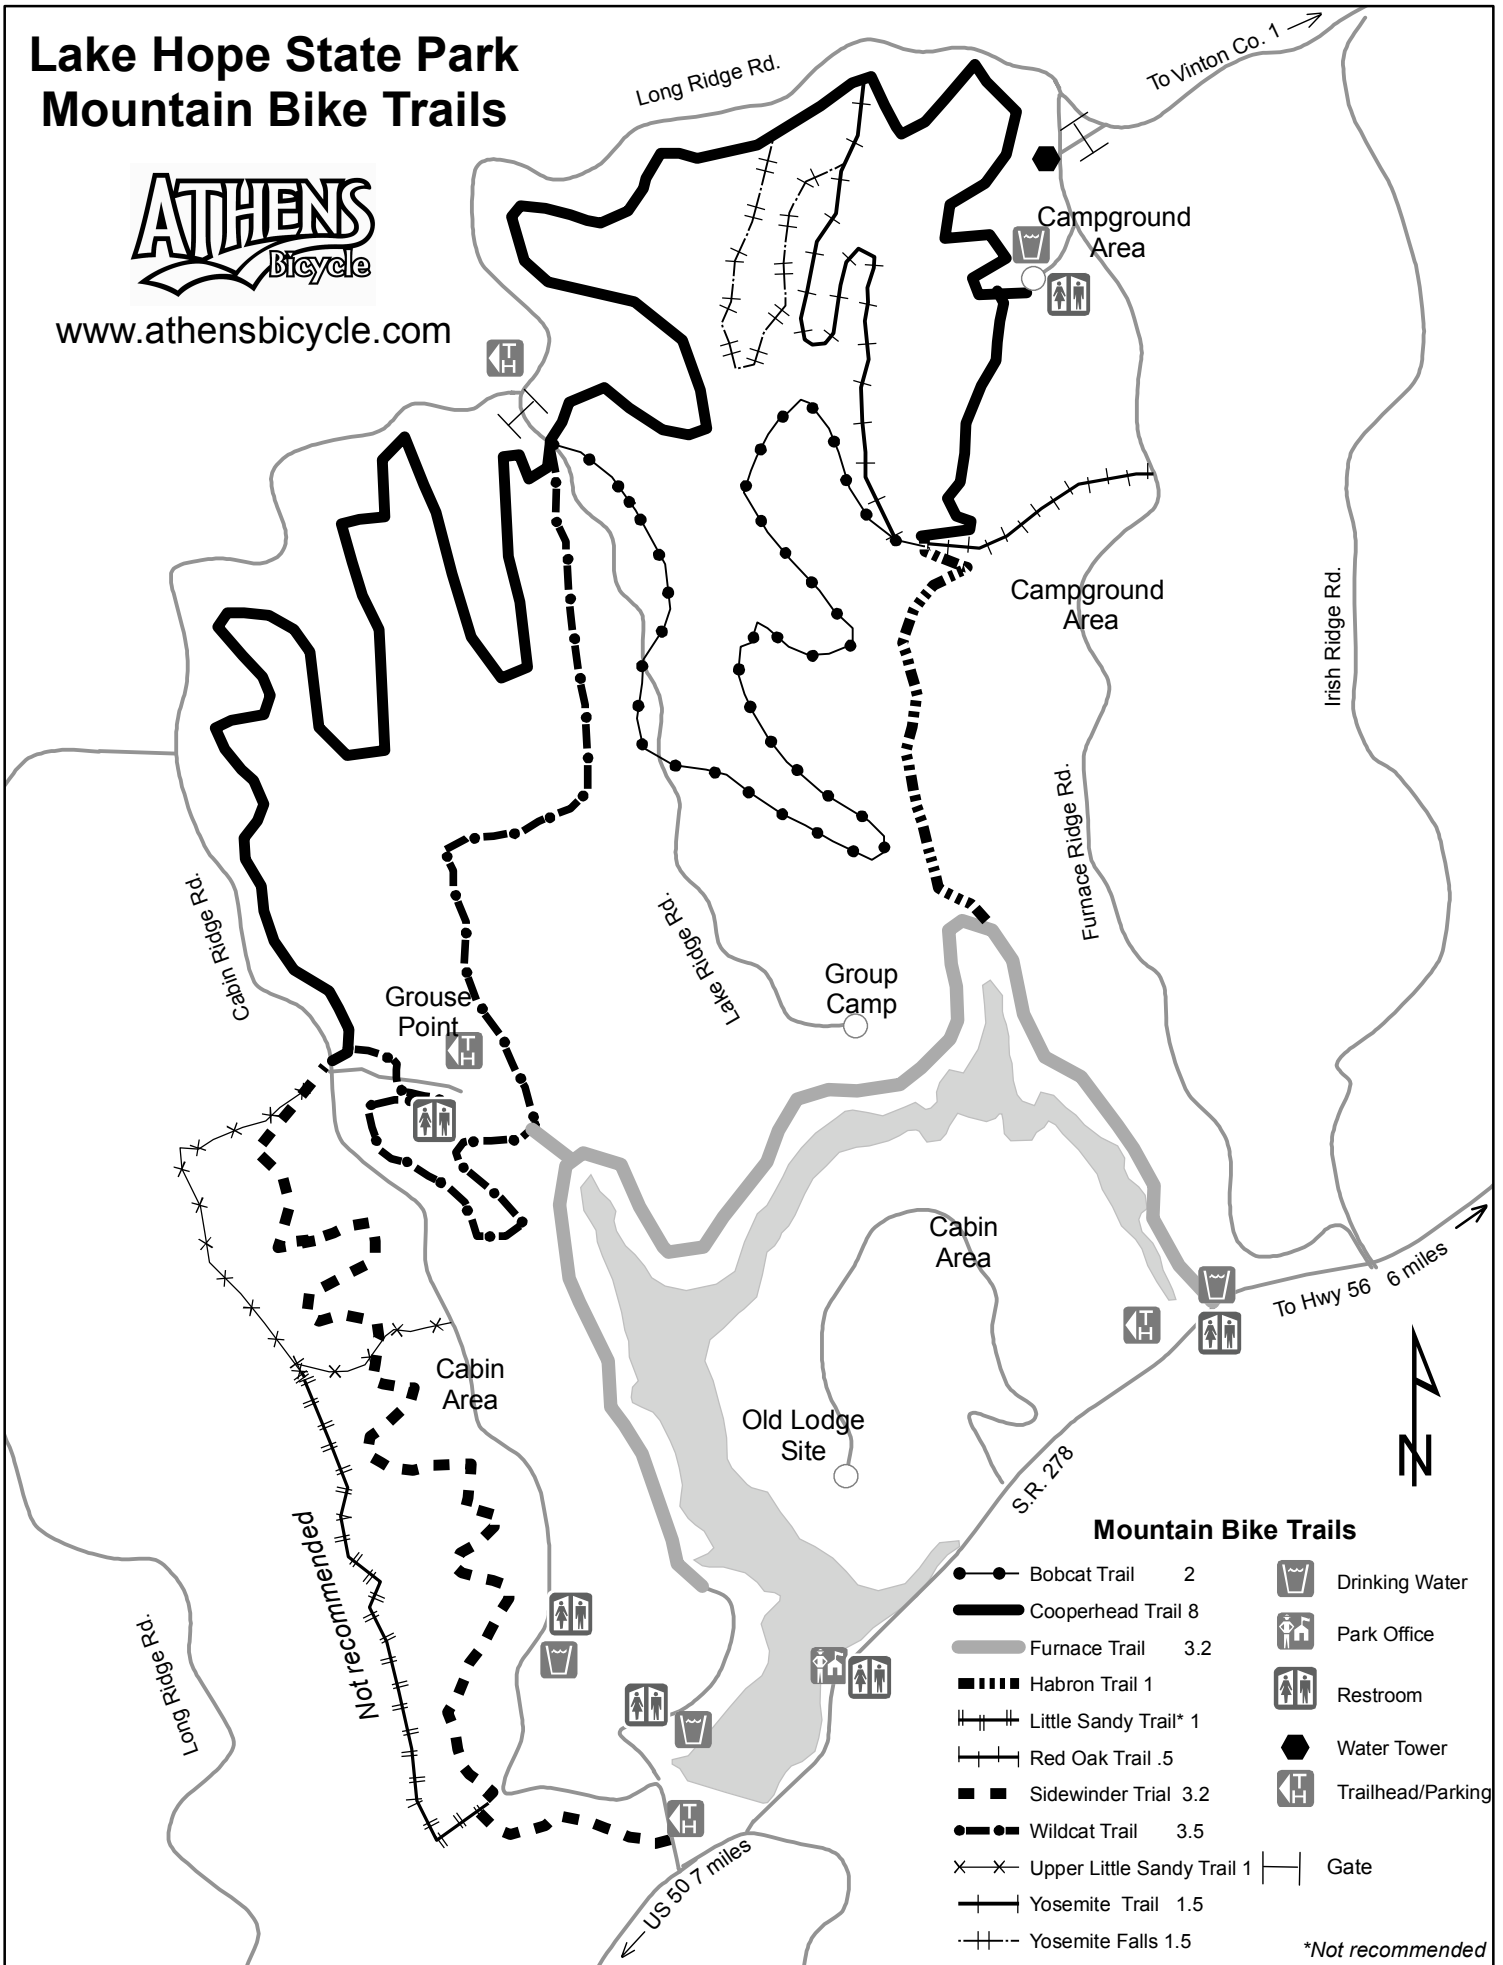 Lake Hope State Park
Mountain Bike Trails
ATHENS
Bicycle
www.athensbicycle.com
Long Ridge Rd.
To Vinton Co. 1
Campground
Area
T
H
Campground
Area
Irish Ridge Rd.
Furnace Ridge Rd.
Cabin Ridge Rd.
Lake Ridge Rd.
Grouse
Point
T
H
Group
Camp
Cabin
Area
To Hwy 56 6 miles
T
H
Cabin
Area
Old Lodge
Site
S.R. 278
N
Not recommended
Long Ridge Rd.
T
H
US 50 7 miles
Mountain Bike Trails
Bobcat Trail 2
Cooperhead Trail 8
Furnace Trail 3.2
Habron Trail 1
Little Sandy Trail* 1
Red Oak Trail .5
Sidewinder Trial 3.2
Wildcat Trail 3.5
Upper Little Sandy Trail 1
Yosemite Trail 1.5
Yosemite Falls 1.5
Drinking Water
Park Office
Restroom
Water Tower
T
H
Trailhead/Parking
Gate
*Not recommended